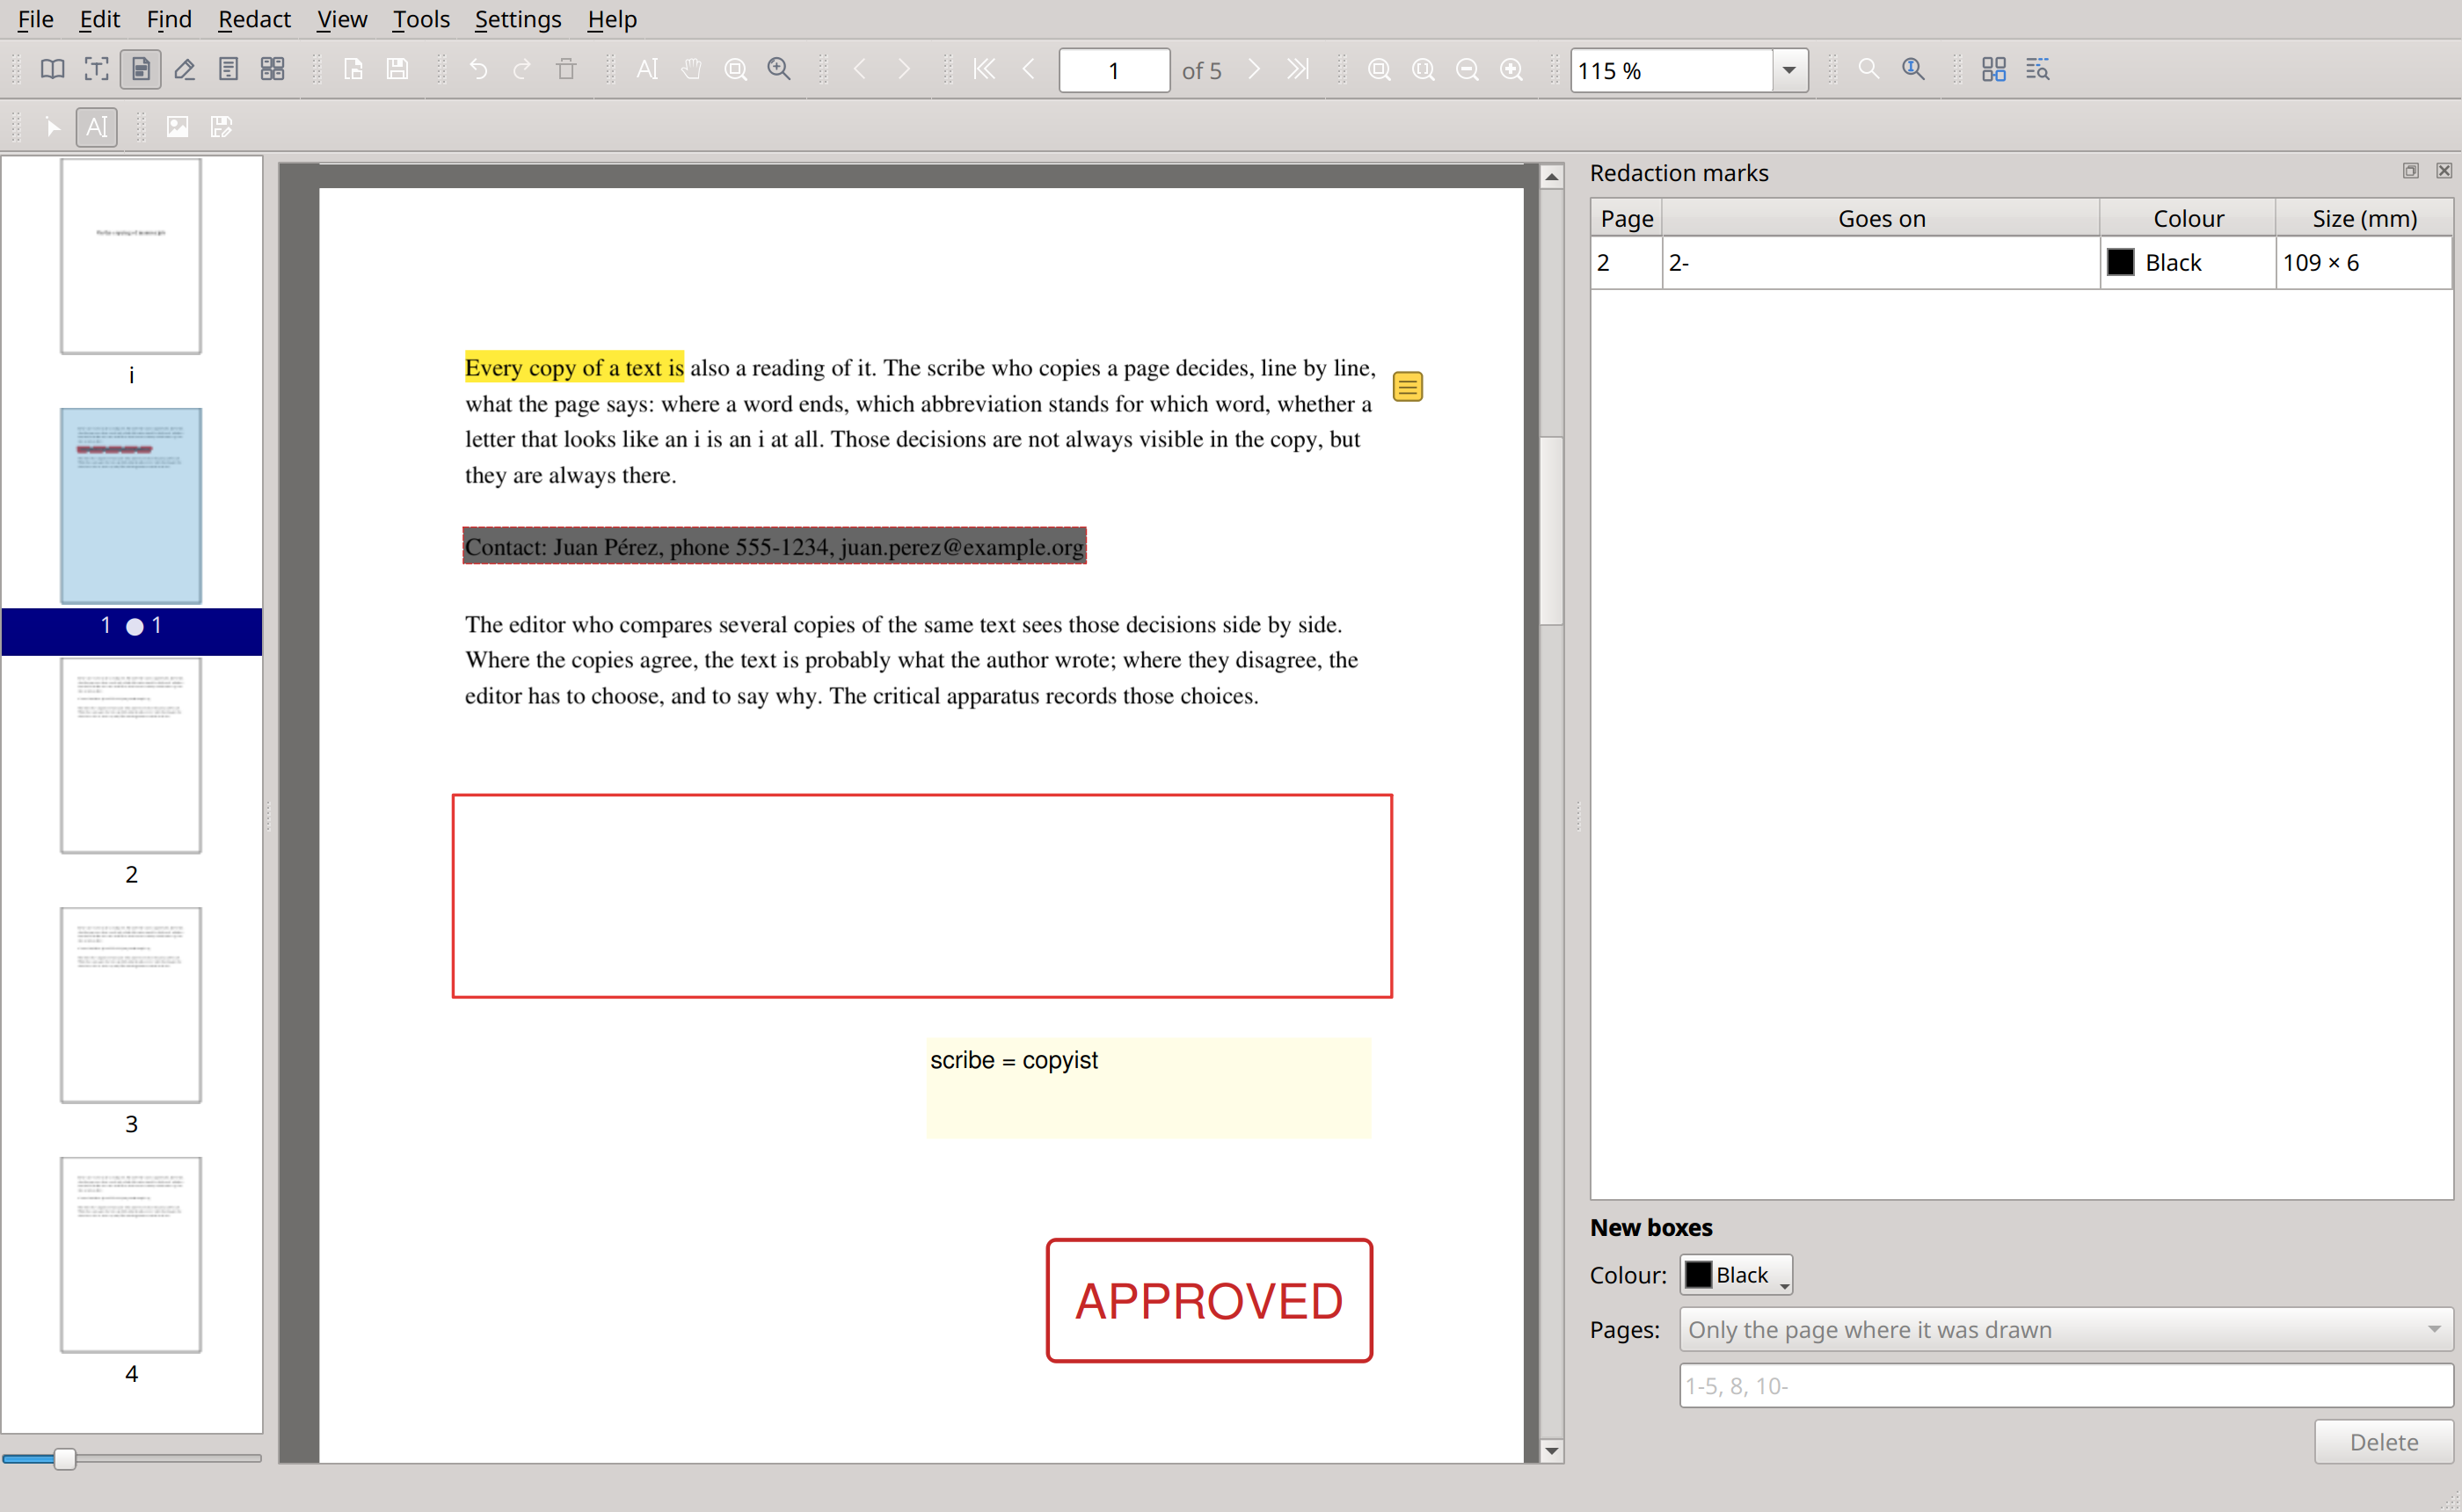 File Edit Find Redact View Tools Settings Help
1 of 5 115 %
i
1 1
2
3
4
Every copy of a text is also a reading of it. The scribe who copies a page decides, line by line,
what the page says: where a word ends, which abbreviation stands for which word, whether a
letter that looks like an i is an i at all. Those decisions are not always visible in the copy, but
they are always there.
Contact: Juan Pérez, phone 555-1234, juan.perez@example.org
The editor who compares several copies of the same text sees those decisions side by side.
Where the copies agree, the text is probably what the author wrote; where they disagree, the
editor has to choose, and to say why. The critical apparatus records those choices.
scribe = copyist
APPROVED
Redaction marks
Page Goes on Colour Size (mm)
2 2- Black 109 × 6
New boxes
Colour: Black
Pages: Only the page where it was drawn
1-5, 8, 10-
Delete